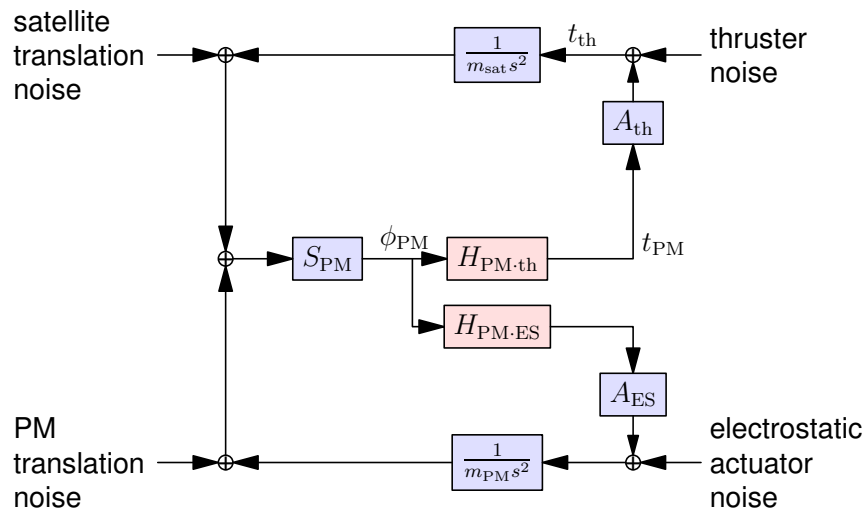 satellite
translation
noise
1
m_sat s^2
t_th
thruster
noise
A_th
S_PM
ϕ_PM
H_PM·th
t_PM
H_PM·ES
A_ES
PM
translation
noise
1
m_PM s^2
electrostatic
actuator
noise